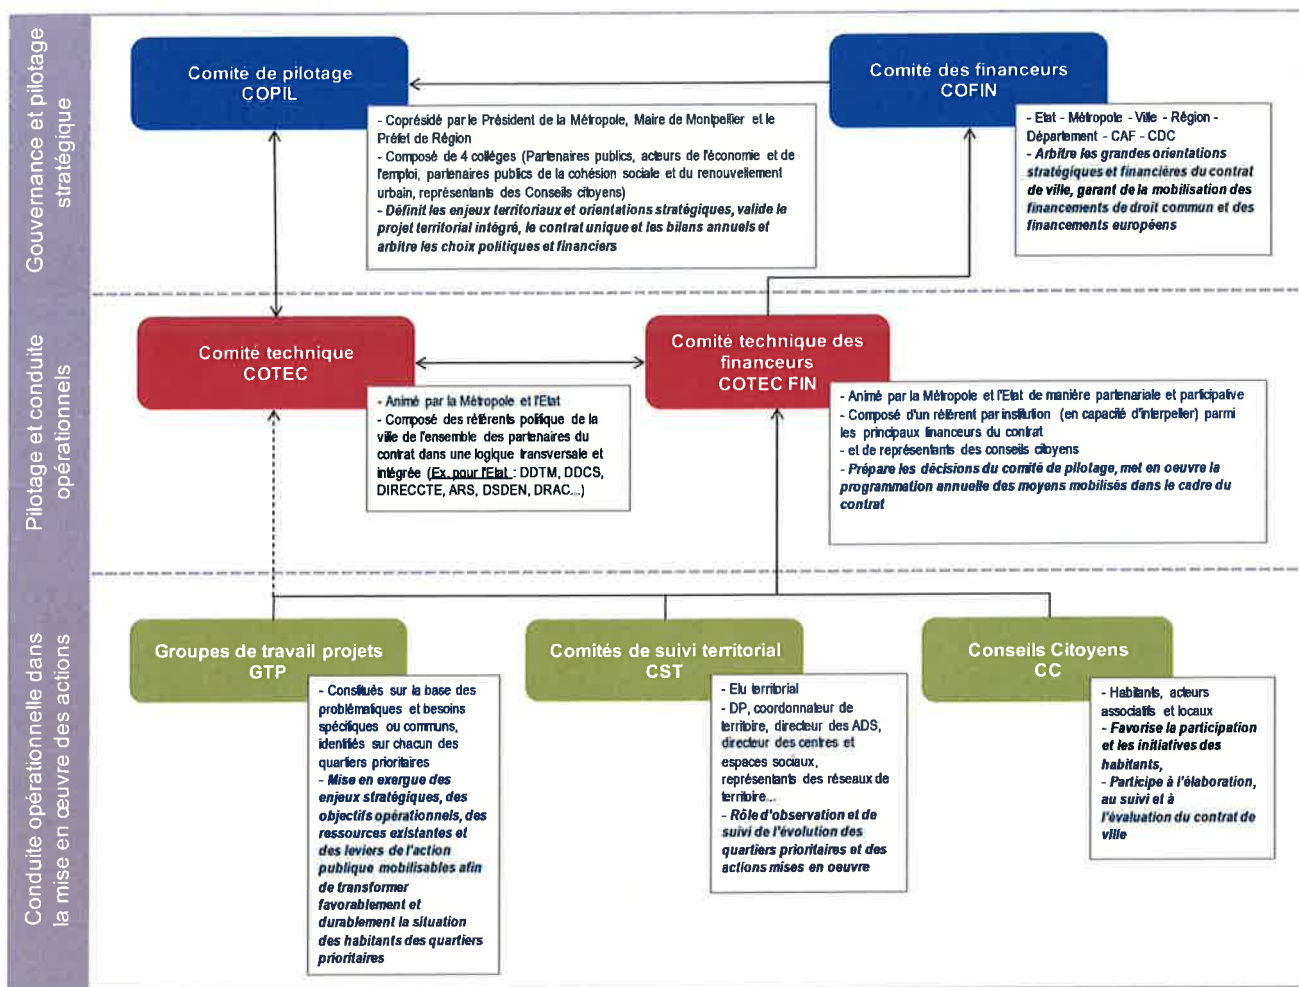 Gouvernance et pilotage
stratégique
Comité de pilotage
COPIL
Comité des financeurs
COFIN
- Coprésidé par le Président de la Métropole, Maire de Montpellier et le
Préfet de Région
- Composé de 4 collèges (Partenaires publics, acteurs de l'économie et de
l'emploi, partenaires publics de la cohésion sociale et du renouvellement
urbain, représentants des Conseils citoyens)
- Définit les enjeux territoriaux et orientations stratégiques, valide le
projet territorial intégré, le contrat unique et les bilans annuels et
arbitre les choix politiques et financiers
- Etat - Métropole - Ville - Région -
Département - CAF - CDC
- Arbitre les grandes orientations
stratégiques et financières du contrat
de ville, garant de la mobilisation des
financements de droit commun et des
financements européens
Pilotage et conduite
opérationnels
Comité technique
COTEC
Comité technique des
financeurs
COTEC FIN
- Animé par la Métropole et l'Etat
- Composé des référents politique de la
ville de l'ensemble des partenaires du
contrat dans une logique transversale et
intégrée (Ex. pour l'Etat : DDTM, DDCS,
DIRECCTE, ARS, DSDEN, DRAC...)
- Animé par la Métropole et l'Etat de manière partenariale et participative
- Composé d'un référent par institution (en capacité d'interpeller) parmi
les principaux financeurs du contrat
- et de représentants des conseils citoyens
- Prépare les décisions du comité de pilotage, met en oeuvre la
programmation annuelle des moyens mobilisés dans le cadre du
contrat
Conduite opérationnelle dans
la mise en œuvre des actions
Groupes de travail projets
GTP
Comités de suivi territorial
CST
Conseils Citoyens
CC
- Constitués sur la base des
problématiques et besoins
spécifiques ou communs,
identifiés sur chacun des
quartiers prioritaires
- Mise en exergue des
enjeux stratégiques, des
objectifs opérationnels, des
ressources existantes et
des leviers de l'action
publique mobilisables afin
de transformer
favorablement et
durablement la situation
des habitants des quartiers
prioritaires
- Elu territorial
- DP, coordonnateur de
territoire, directeur des ADS,
directeur des centres et
espaces sociaux,
représentants des réseaux de
territoire...
- Rôle d'observation et de
suivi de l'évolution des
quartiers prioritaires et des
actions mises en oeuvre
- Habitants, acteurs
associatifs et locaux
- Favorise la participation
et les initiatives des
habitants,
- Participe à l'élaboration,
au suivi et à
l'évaluation du contrat de
ville